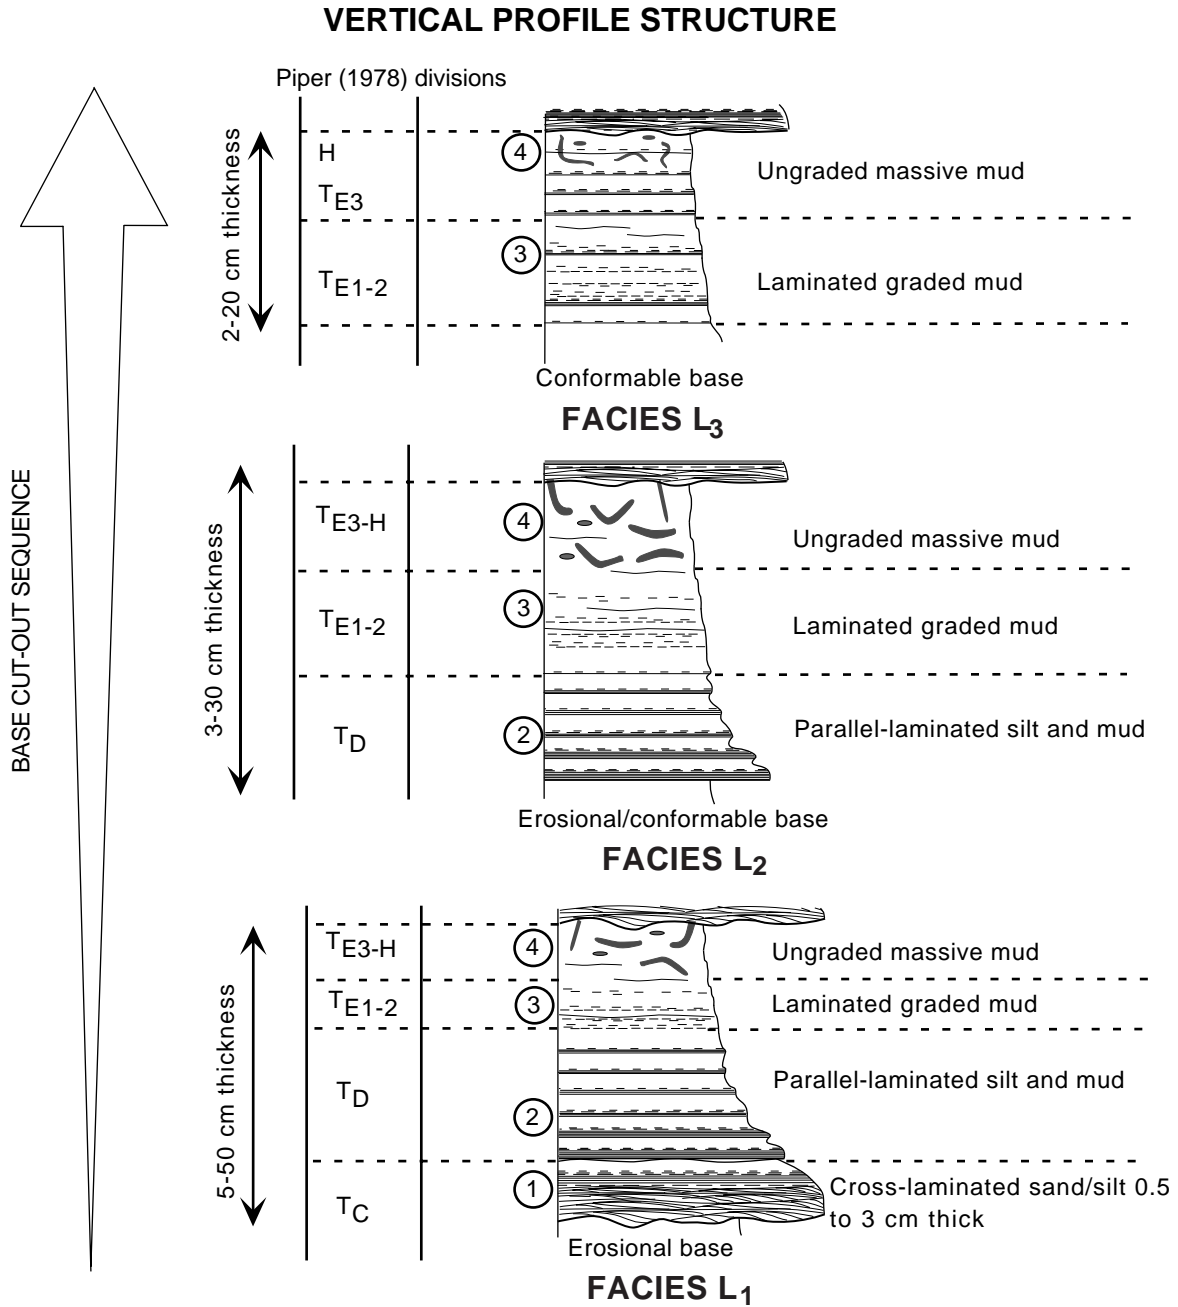 VERTICAL PROFILE STRUCTURE
Piper (1978) divisions
BASE CUT-OUT SEQUENCE
2-20 cm thickness
H
TE3
TE1-2
4
3
Ungraded massive mud
Laminated graded mud
Conformable base
FACIES L3
3-30 cm thickness
TE3-H
TE1-2
TD
4
3
2
Ungraded massive mud
Laminated graded mud
Parallel-laminated silt and mud
Erosional/conformable base
FACIES L2
5-50 cm thickness
TE3-H
TE1-2
TD
TC
4
3
2
1
Ungraded massive mud
Laminated graded mud
Parallel-laminated silt and mud
Cross-laminated sand/silt 0.5
to 3 cm thick
Erosional base
FACIES L1